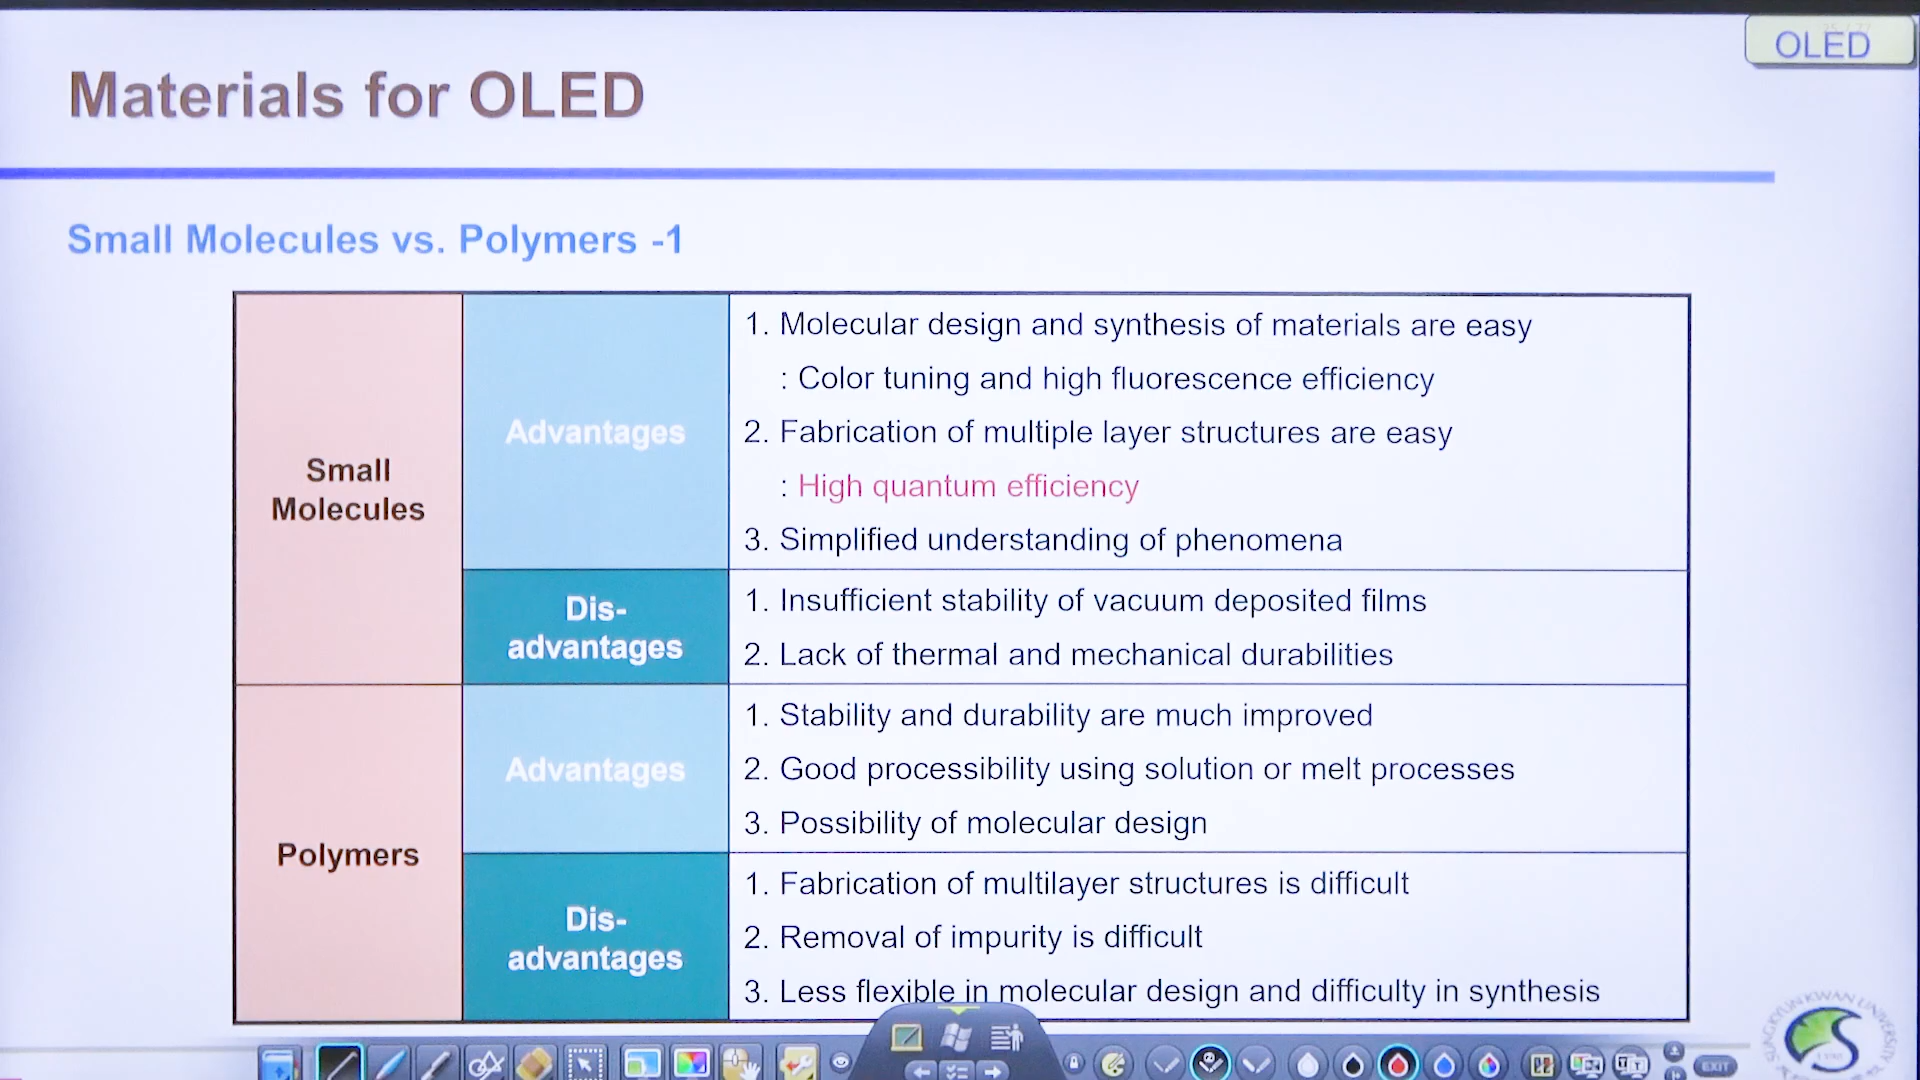 OLED
Materials for OLED
Small Molecules vs. Polymers -1
Small
Molecules
Advantages
1. Molecular design and synthesis of materials are easy
: Color tuning and high fluorescence efficiency
2. Fabrication of multiple layer structures are easy
: High quantum efficiency
3. Simplified understanding of phenomena
Dis-
advantages
1. Insufficient stability of vacuum deposited films
2. Lack of thermal and mechanical durabilities
Polymers
Advantages
1. Stability and durability are much improved
2. Good processibility using solution or melt processes
3. Possibility of molecular design
Dis-
advantages
1. Fabrication of multilayer structures is difficult
2. Removal of impurity is difficult
3. Less flexible in molecular design and difficulty in synthesis
EXIT